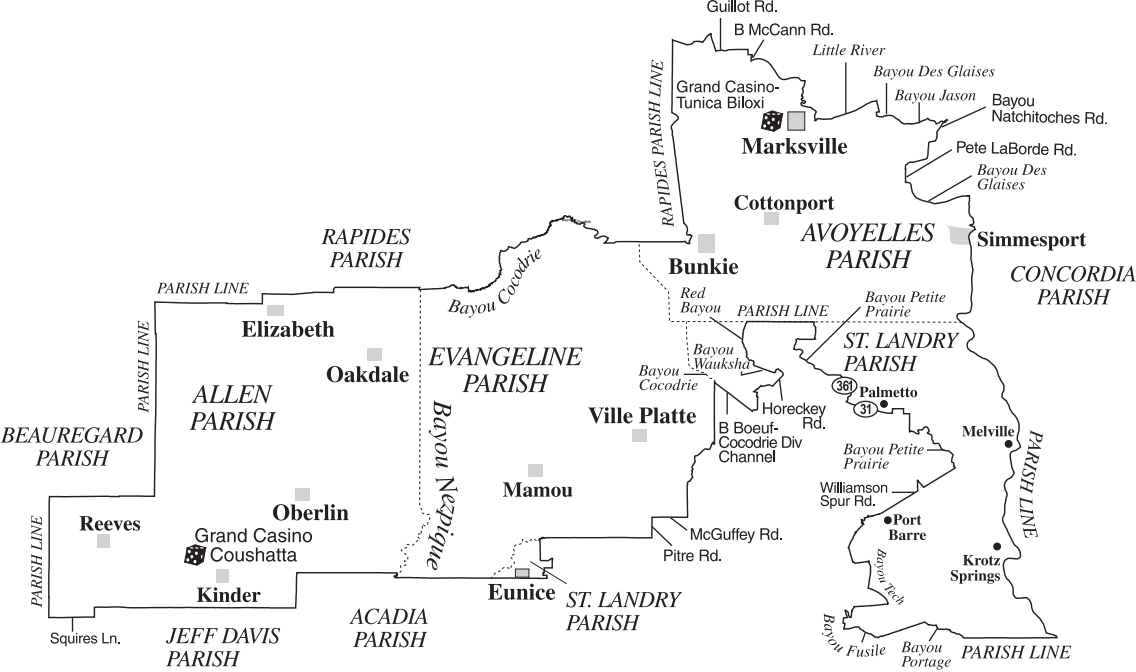 Guillot Rd.
B McCann Rd.
Little River
Bayou Des Glaises
Bayou Jason
Bayou
Natchitoches Rd.
Grand Casino-
Tunica Biloxi
RAPIDES PARISH LINE
Marksville
Pete LaBorde Rd.
Bayou Des
Glaises
Cottonport
AVOYELLES
PARISH
Simmesport
CONCORDIA
PARISH
RAPIDES
PARISH
Bunkie
Bayou Cocodrie
PARISH LINE
Elizabeth
Red
Bayou
PARISH LINE
Bayou Petite
Prairie
ST. LANDRY
PARISH
PARISH LINE
Oakdale
EVANGELINE
PARISH
Bayou
Wauksha
Bayou
Cocodrie
ALLEN
PARISH
361
31
Palmetto
Horeckey
Rd.
Ville Platte
B Boeuf-
Cocodrie Div
Channel
BEAUREGARD
PARISH
Bayou Nezpique
Melville
PARISH LINE
Bayou Petite
Prairie
Mamou
Williamson
Spur Rd.
Oberlin
Reeves
PARISH LINE
Grand Casino
Coushatta
McGuffey Rd.
Pitre Rd.
Port
Barre
Krotz
Springs
Kinder
Eunice
ST. LANDRY
PARISH
Bayou Tech
ACADIA
PARISH
Squires Ln.
JEFF DAVIS
PARISH
Bayou Fusile
Bayou
Portage
PARISH LINE